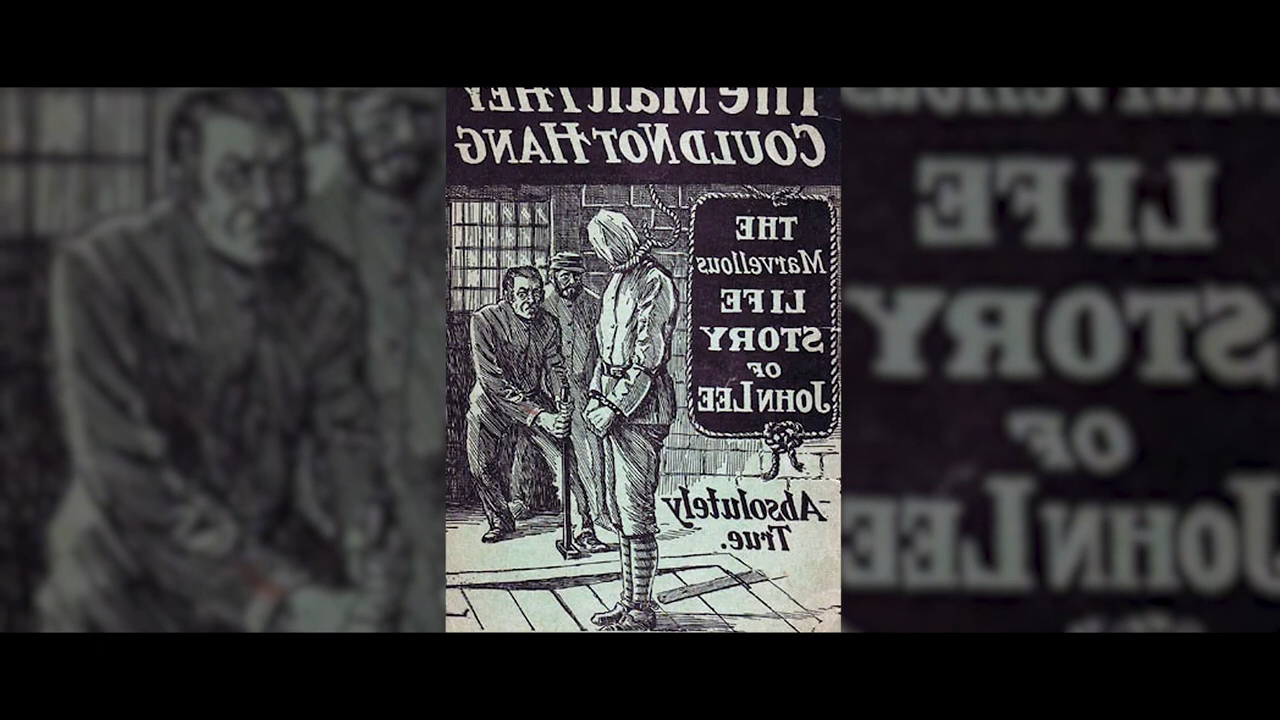 The Man They
Could Not Hang
THE
Marvellous
LIFE
STORY
OF
JOHN LEE
Absolutely
True.